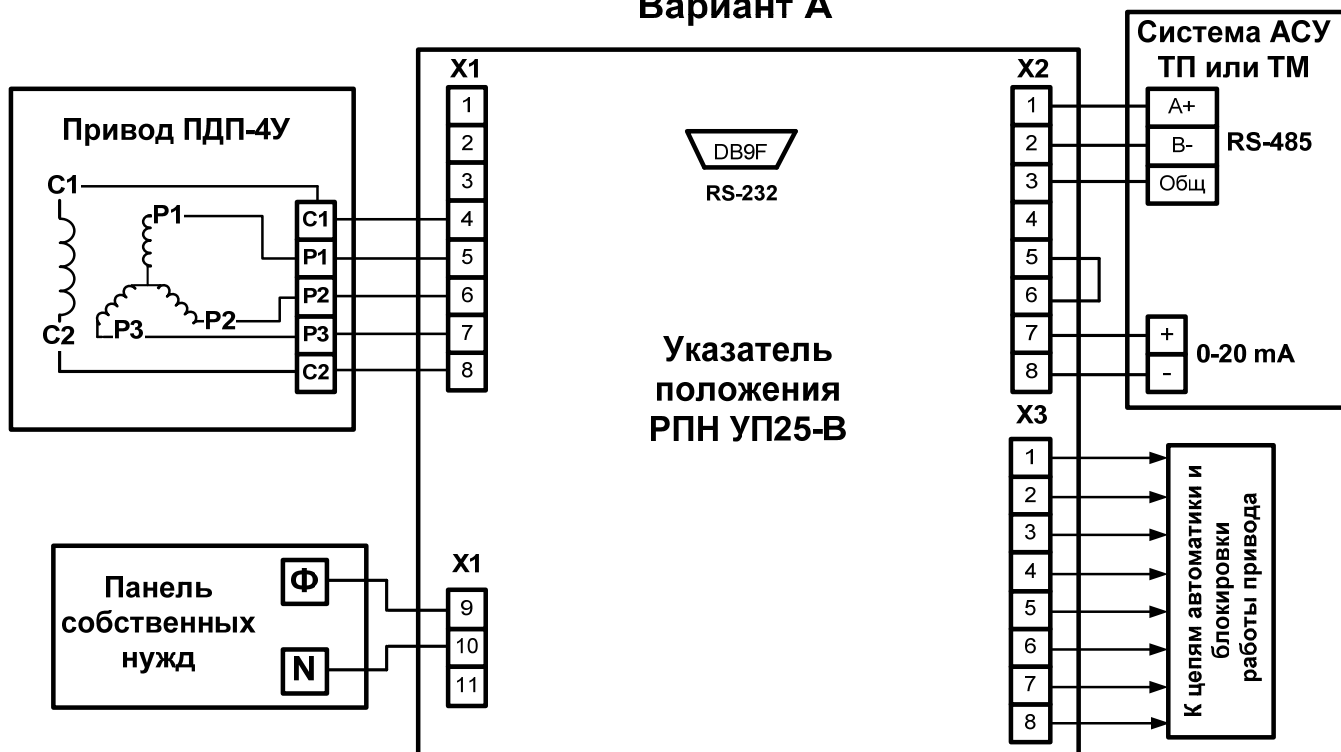 Вариант А
Система АСУ
ТП или ТМ
A+
B-
Общ
RS-485
+
-
0-20 mA
Привод ПДП-4У
C1
P1
P2
P3
C2
C1
P1
P2
P3
C2
X1
1
2
3
4
5
6
7
8
DB9F
RS-232
Указатель
положения
РПН УП25-В
X2
1
2
3
4
5
6
7
8
X3
1
2
3
4
5
6
7
8
К цепям автоматики и
блокировки
работы привода
Панель
собственных
нужд
Ф
N
X1
9
10
11